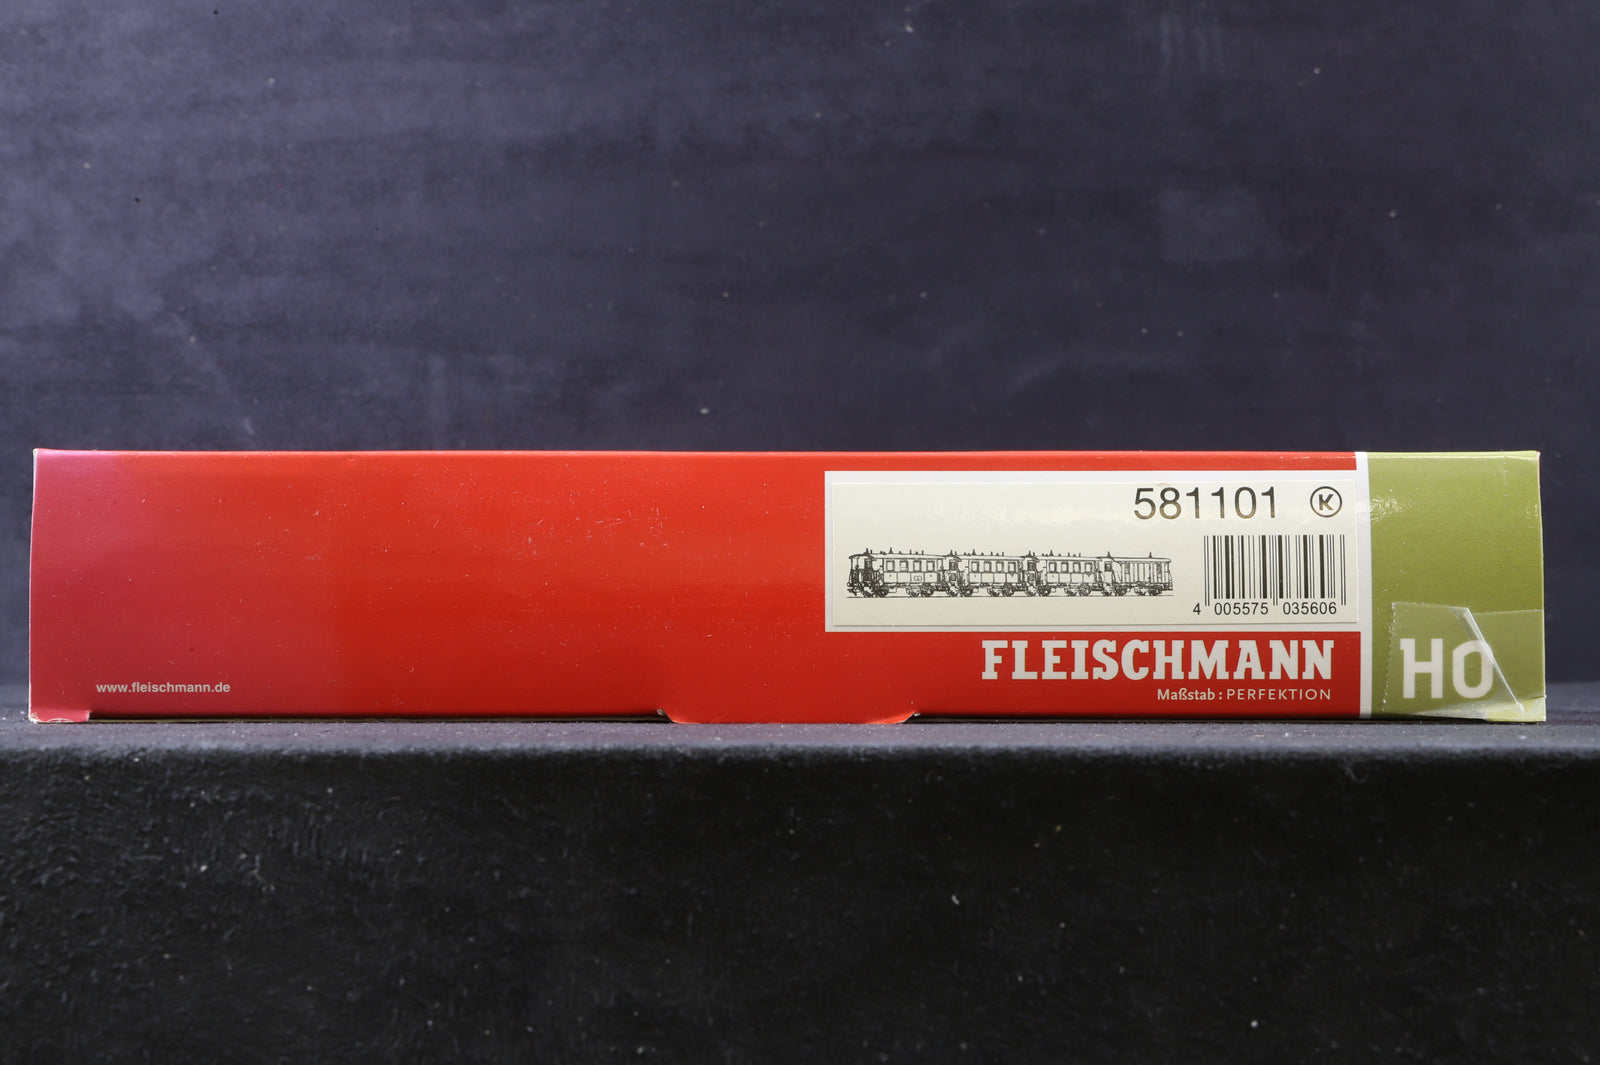 581101 K
4 005575 035606
FLEISCHMANN
Maßstab : PERFEKTION
HO
www.fleischmann.de